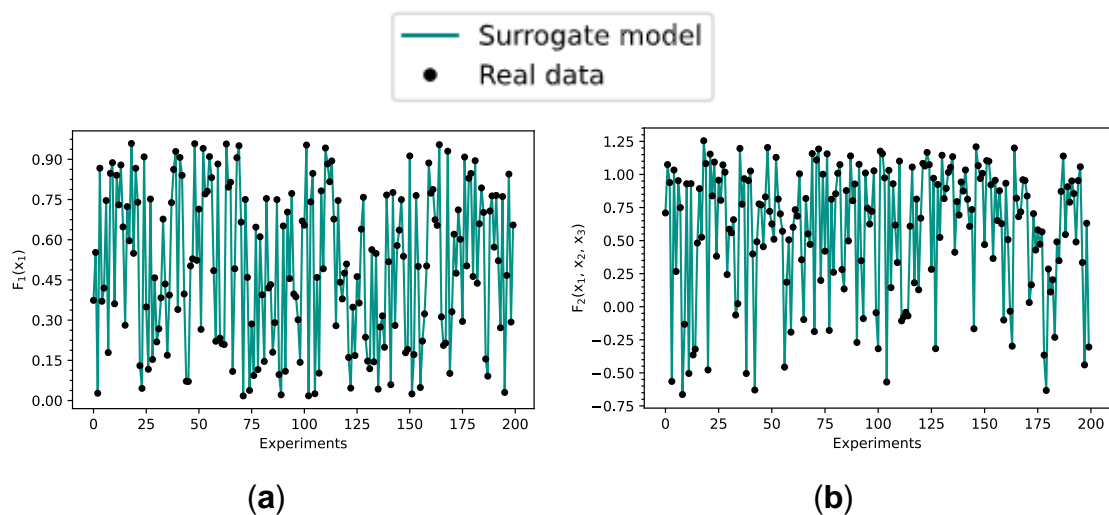 Surrogate model
Real data
0.90
0.75
0.60
0.45
0.30
0.15
0.00
F₁(x₁)
0 25 50 75 100 125 150 175 200
Experiments
(a)
1.25
1.00
0.75
0.50
0.25
0.00
−0.25
−0.50
−0.75
F₂(x₁, x₂, x₃)
0 25 50 75 100 125 150 175 200
Experiments
(b)